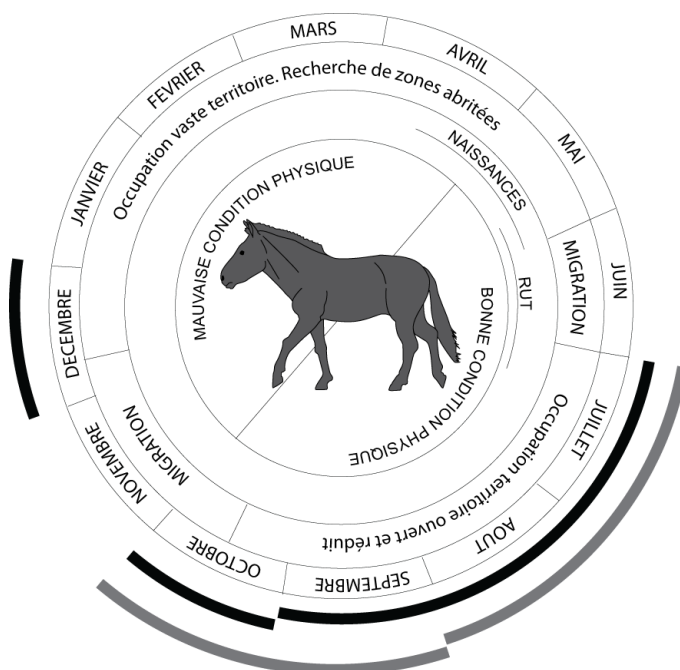 JANVIER
FEVRIER
MARS
AVRIL
MAI
JUIN
JUILLET
AOUT
SEPTEMBRE
OCTOBRE
NOVEMBRE
DECEMBRE
Occupation vaste territoire. Recherche de zones abritées
MIGRATION
Occupation territoire ouvert et réduit
MIGRATION
NAISSANCES
RUT
MAUVAISE CONDITION PHYSIQUE
BONNE CONDITION PHYSIQUE